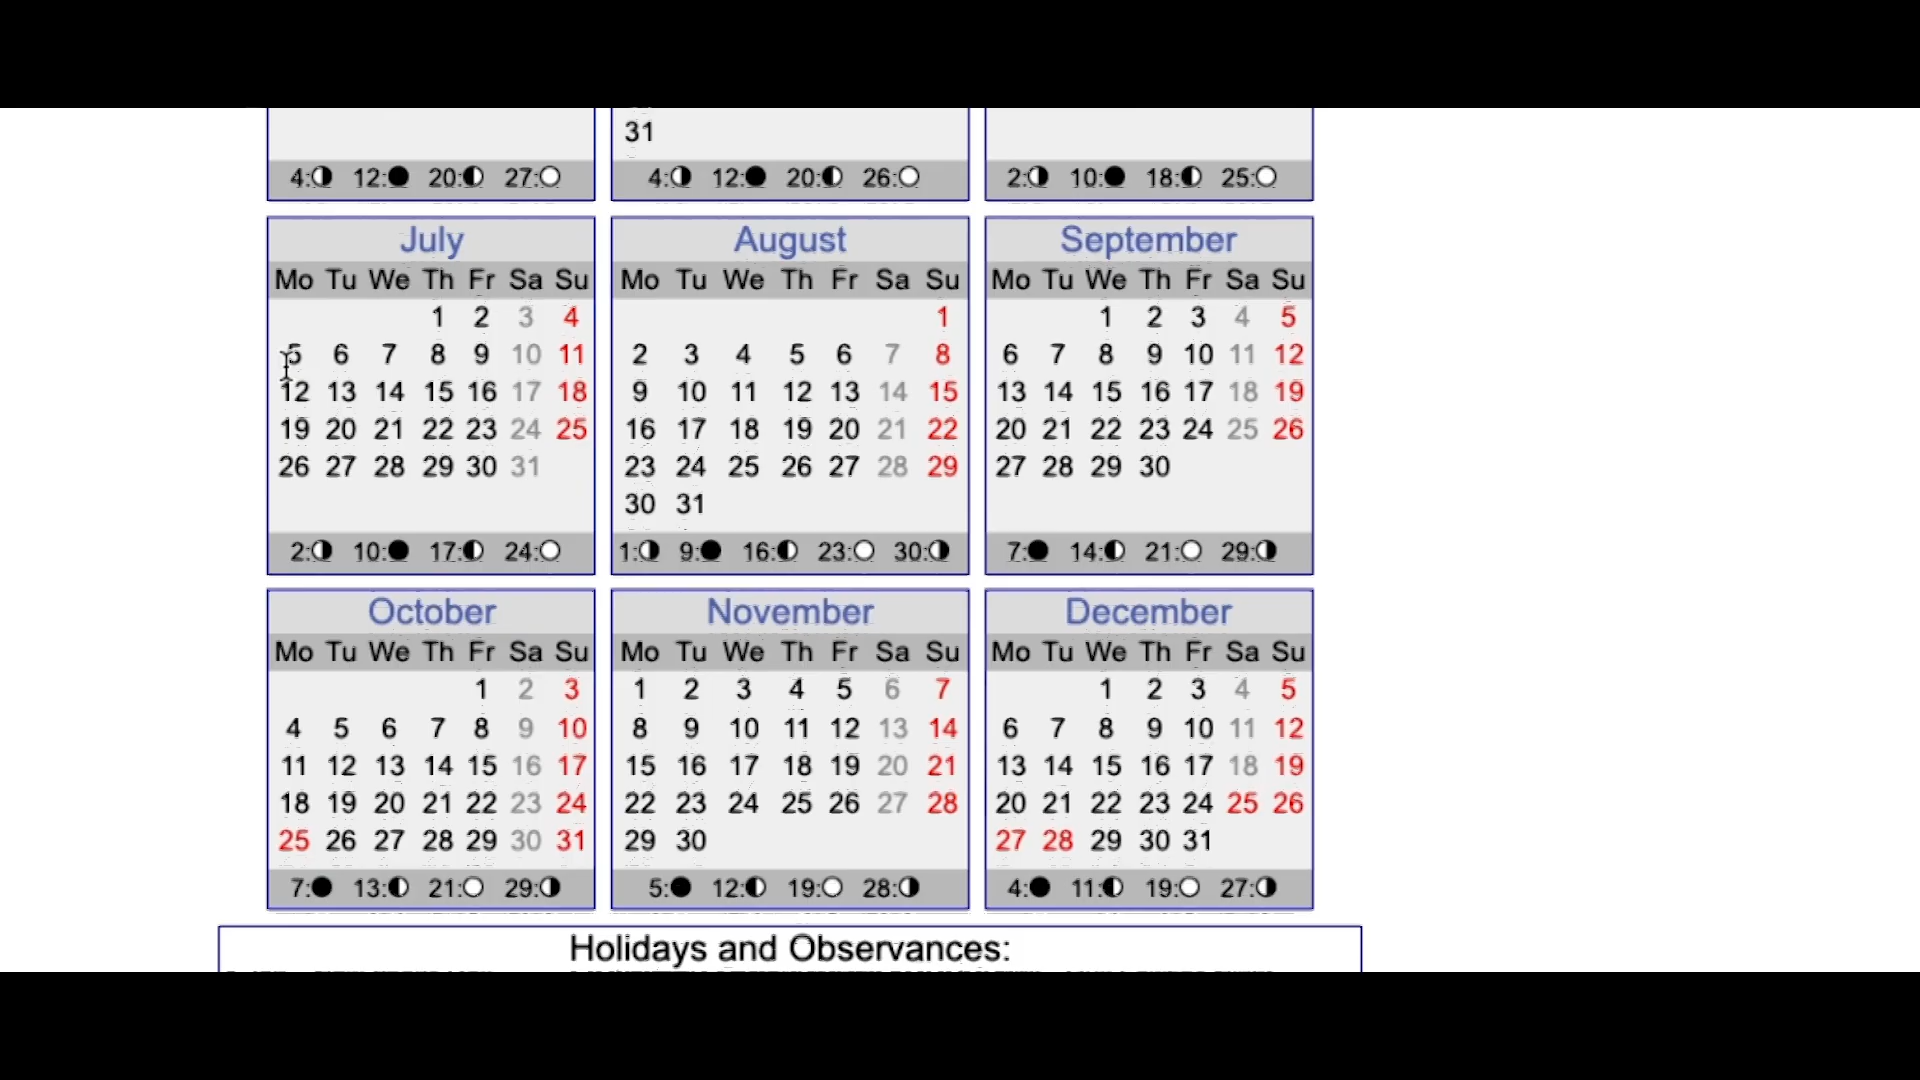 31
4: 12: 20: 27:
4: 12: 20: 26:
2: 10: 18: 25:
July
Mo Tu We Th Fr Sa Su
1 2 3 4
5 6 7 8 9 10 11
12 13 14 15 16 17 18
19 20 21 22 23 24 25
26 27 28 29 30 31
2: 10: 17: 24:
August
Mo Tu We Th Fr Sa Su
1
2 3 4 5 6 7 8
9 10 11 12 13 14 15
16 17 18 19 20 21 22
23 24 25 26 27 28 29
30 31
1: 9: 16: 23: 30:
September
Mo Tu We Th Fr Sa Su
1 2 3 4 5
6 7 8 9 10 11 12
13 14 15 16 17 18 19
20 21 22 23 24 25 26
27 28 29 30
7: 14: 21: 29:
October
Mo Tu We Th Fr Sa Su
1 2 3
4 5 6 7 8 9 10
11 12 13 14 15 16 17
18 19 20 21 22 23 24
25 26 27 28 29 30 31
7: 13: 21: 29:
November
Mo Tu We Th Fr Sa Su
1 2 3 4 5 6 7
8 9 10 11 12 13 14
15 16 17 18 19 20 21
22 23 24 25 26 27 28
29 30
5: 12: 19: 28:
December
Mo Tu We Th Fr Sa Su
1 2 3 4 5
6 7 8 9 10 11 12
13 14 15 16 17 18 19
20 21 22 23 24 25 26
27 28 29 30 31
4: 11: 19: 27:
Holidays and Observances: